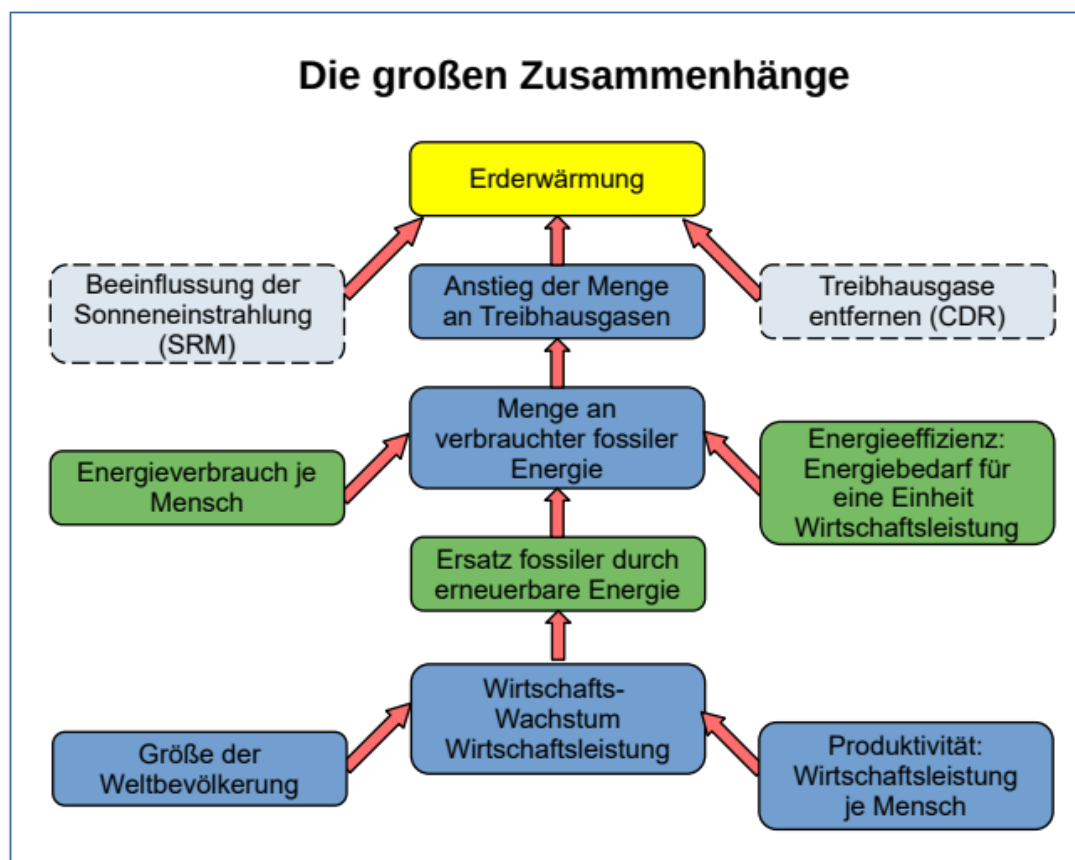 Die großen Zusammenhänge
Erderwärmung
Beeinflussung der
Sonneneinstrahlung
(SRM)
Anstieg der Menge
an Treibhausgasen
Treibhausgase
entfernen (CDR)
Energieverbrauch je
Mensch
Menge an
verbrauchter fossiler
Energie
Energieeffizienz:
Energiebedarf für
eine Einheit
Wirtschaftsleistung
Ersatz fossiler durch
erneuerbare Energie
Größe der
Weltbevölkerung
Wirtschafts-
Wachstum
Wirtschaftsleistung
Produktivität:
Wirtschaftsleistung
je Mensch